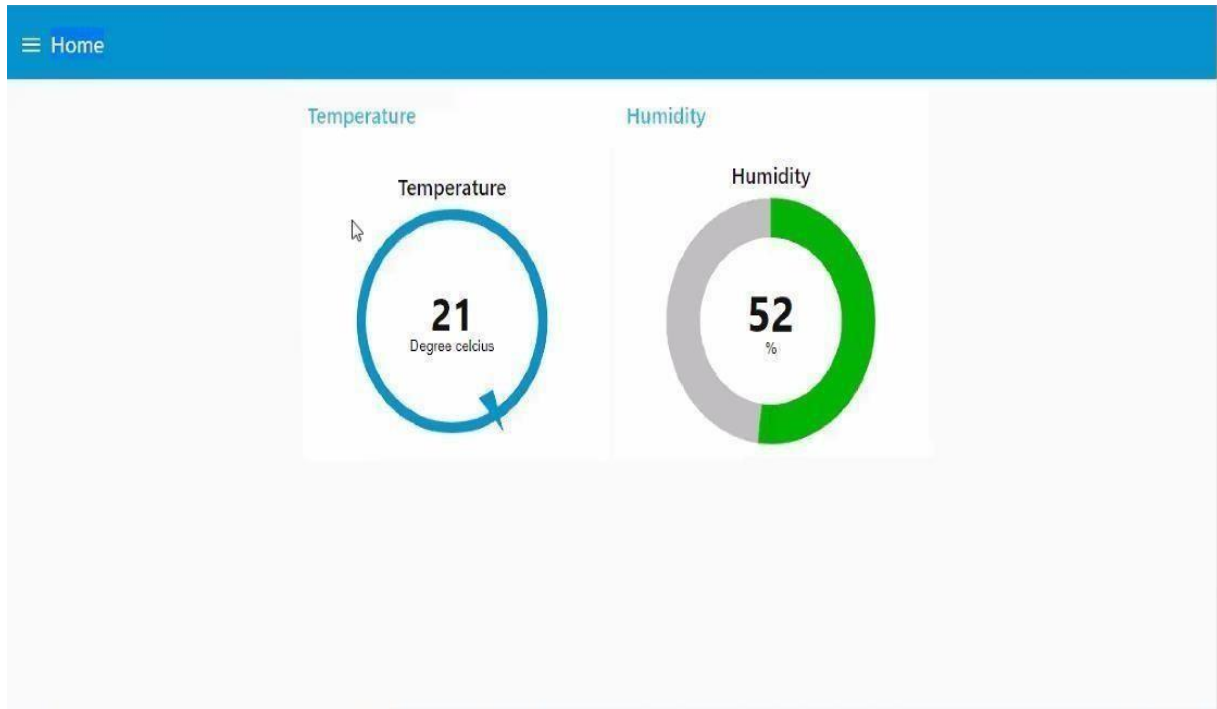 Home
Temperature
Humidity
Temperature
Humidity
21
Degree celcius
52
%